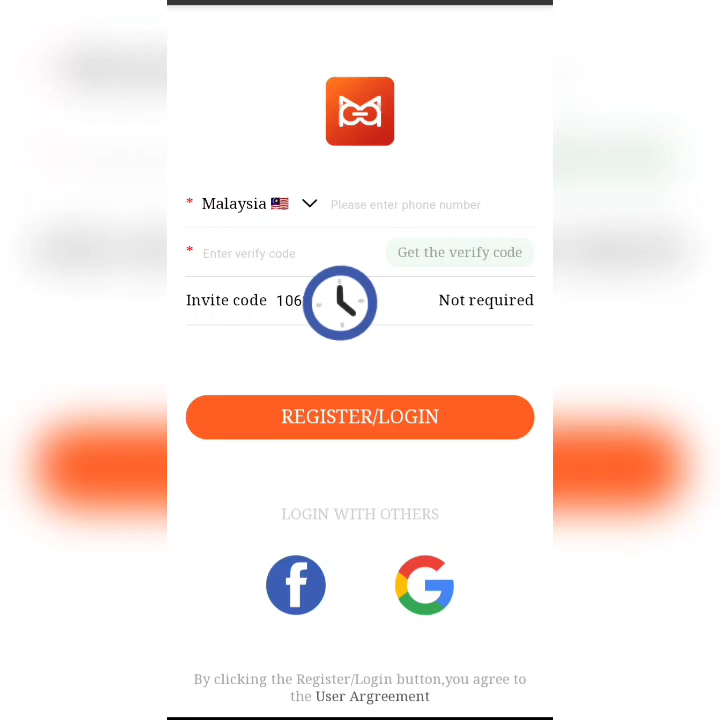 * Malaysia 🇲🇾 Please enter phone number
* Enter verify code Get the verify code
Invite code 106 Not required
REGISTER/LOGIN
LOGIN WITH OTHERS
By clicking the Register/Login button,you agree to
the User Argreement